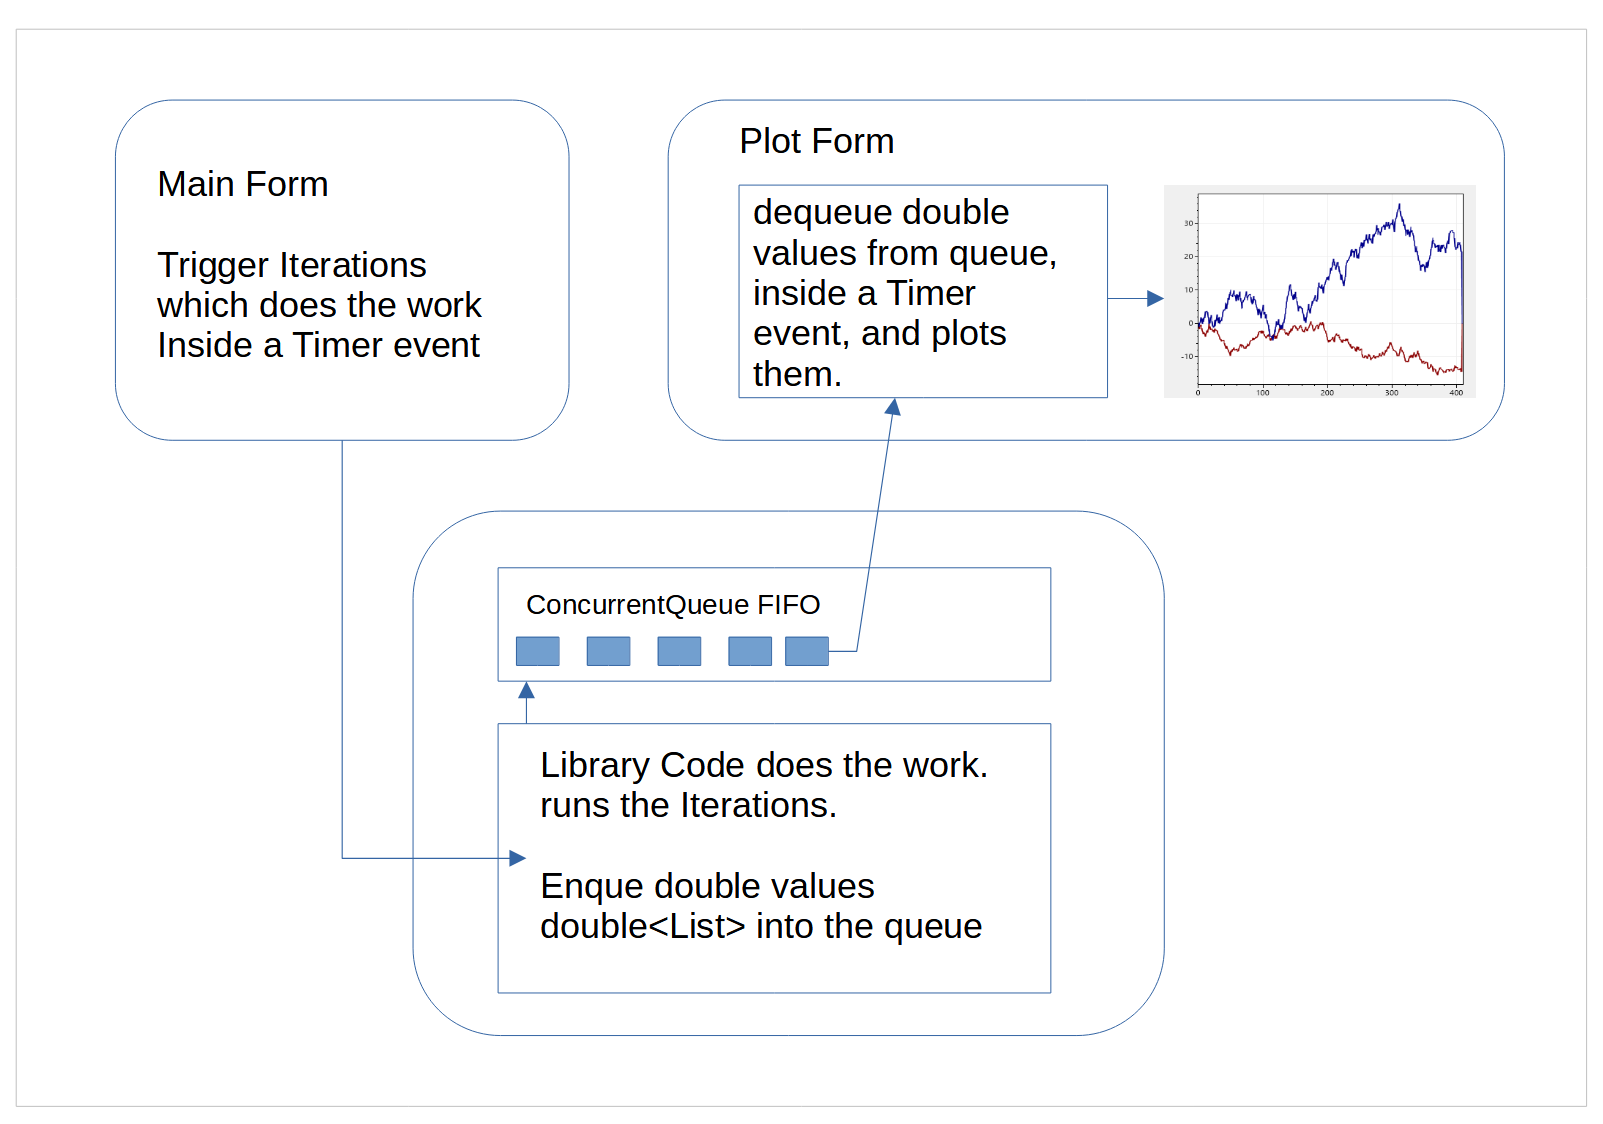 Main Form
Trigger Iterations
which does the work
Inside a Timer event
Plot Form
dequeue double
values from queue,
inside a Timer
event, and plots
them.
30
20
10
0
-10
0 100 200 300 400
ConcurrentQueue FIFO
Library Code does the work.
runs the Iterations.
Enque double values
double<List> into the queue